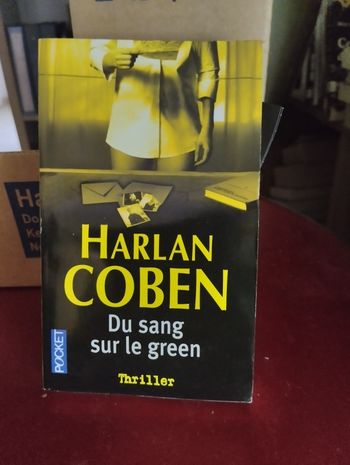 HARLAN
COBEN
Du sang
sur le green
Thriller
POCKET